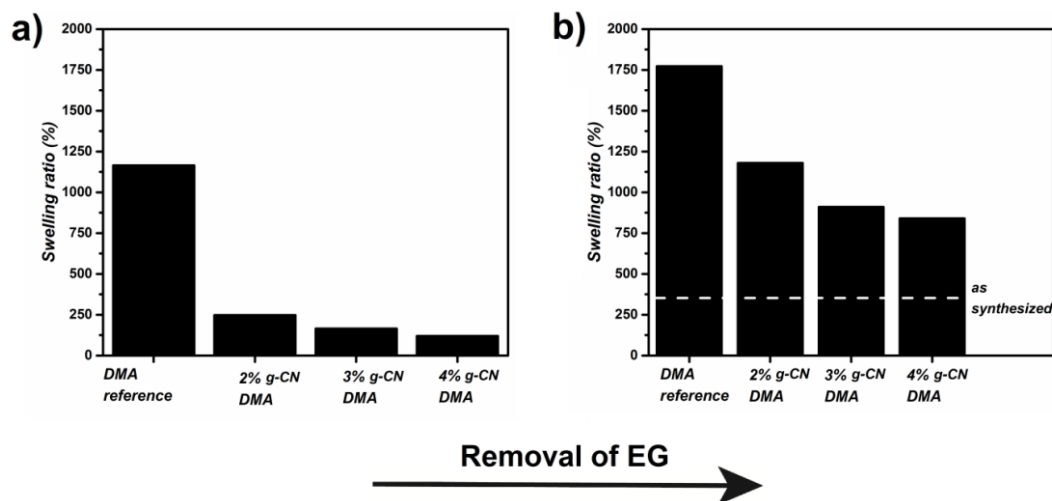 a)
Swelling ratio (%)
2000
1750
1500
1250
1000
750
500
250
0
DMA
reference
2% g-CN
DMA
3% g-CN
DMA
4% g-CN
DMA
b)
Swelling ratio (%)
2000
1750
1500
1250
1000
750
500
250
0
as
synthesized
DMA
reference
2% g-CN
DMA
3% g-CN
DMA
4% g-CN
DMA
Removal of EG